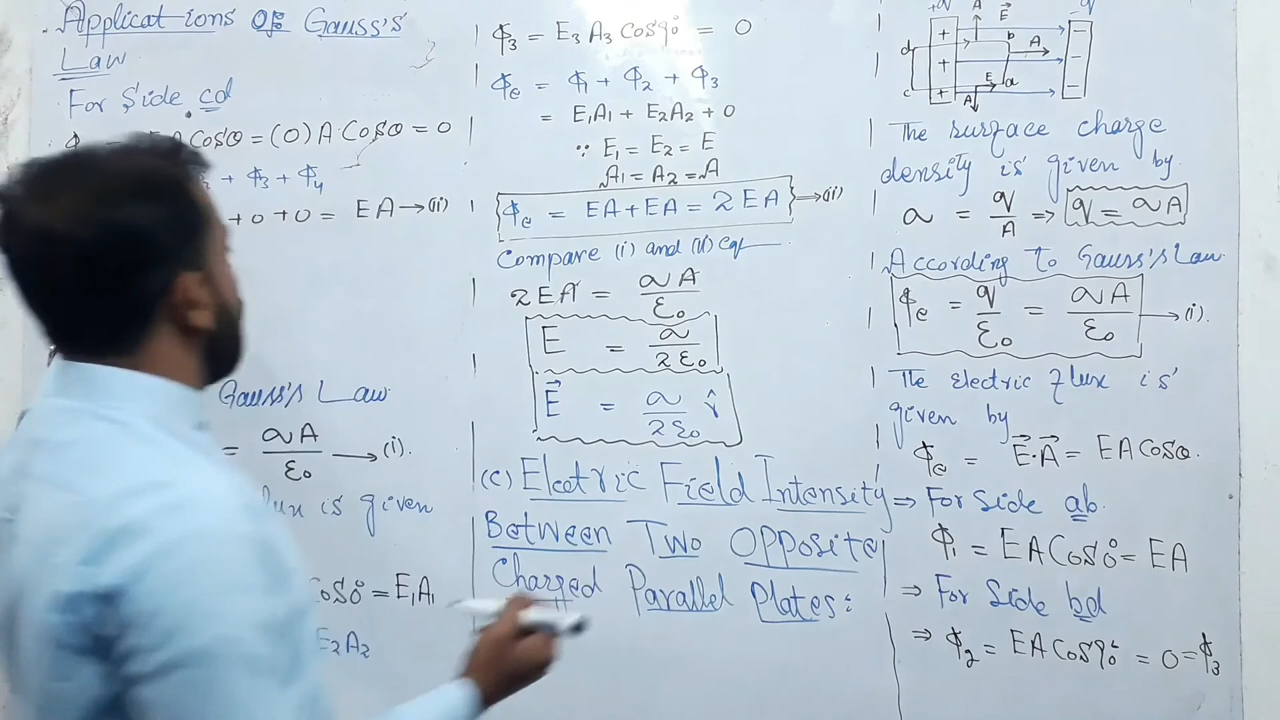 Applications OF Gauss's
Law
For Side cd
EA Cosθ = (0) A Cosθ = 0
+ Φ3 + Φ4
+ 0 + 0 = EA → (ii)
Gauss's Law
= σA/ε0 → (i).
is given
Cos0° = E1A1
E2A2
Φ3 = E3 A3 Cos90° = 0
Φe = Φ1 + Φ2 + Φ3
= E1A1 + E2A2 + 0
∵ E1 = E2 = E
A1 = A2 = A
Φe = EA + EA = 2EA → (ii)
Compare (i) and (ii) eq
2EA = σA/ε0
E = σ/2ε0
E⃗ = σ/2ε0 r̂
(c) Electric Field Intensity
Between Two Opposite
Charged Parallel Plates:
+q A E⃗ -q
d + b A
+ E
c + a
A
The surface charge
density is given by
σ = q/A ⇒ q = σA
According to Gauss's Law
Φe = q/ε0 = σA/ε0 → (i).
The Electric flux is
given by
Φe = E⃗·A⃗ = EA Cosθ.
⇒ For Side ab.
Φ1 = EA Cos0° = EA
⇒ For Side bd
⇒ Φ2 = EA Cos90° = 0 = Φ3